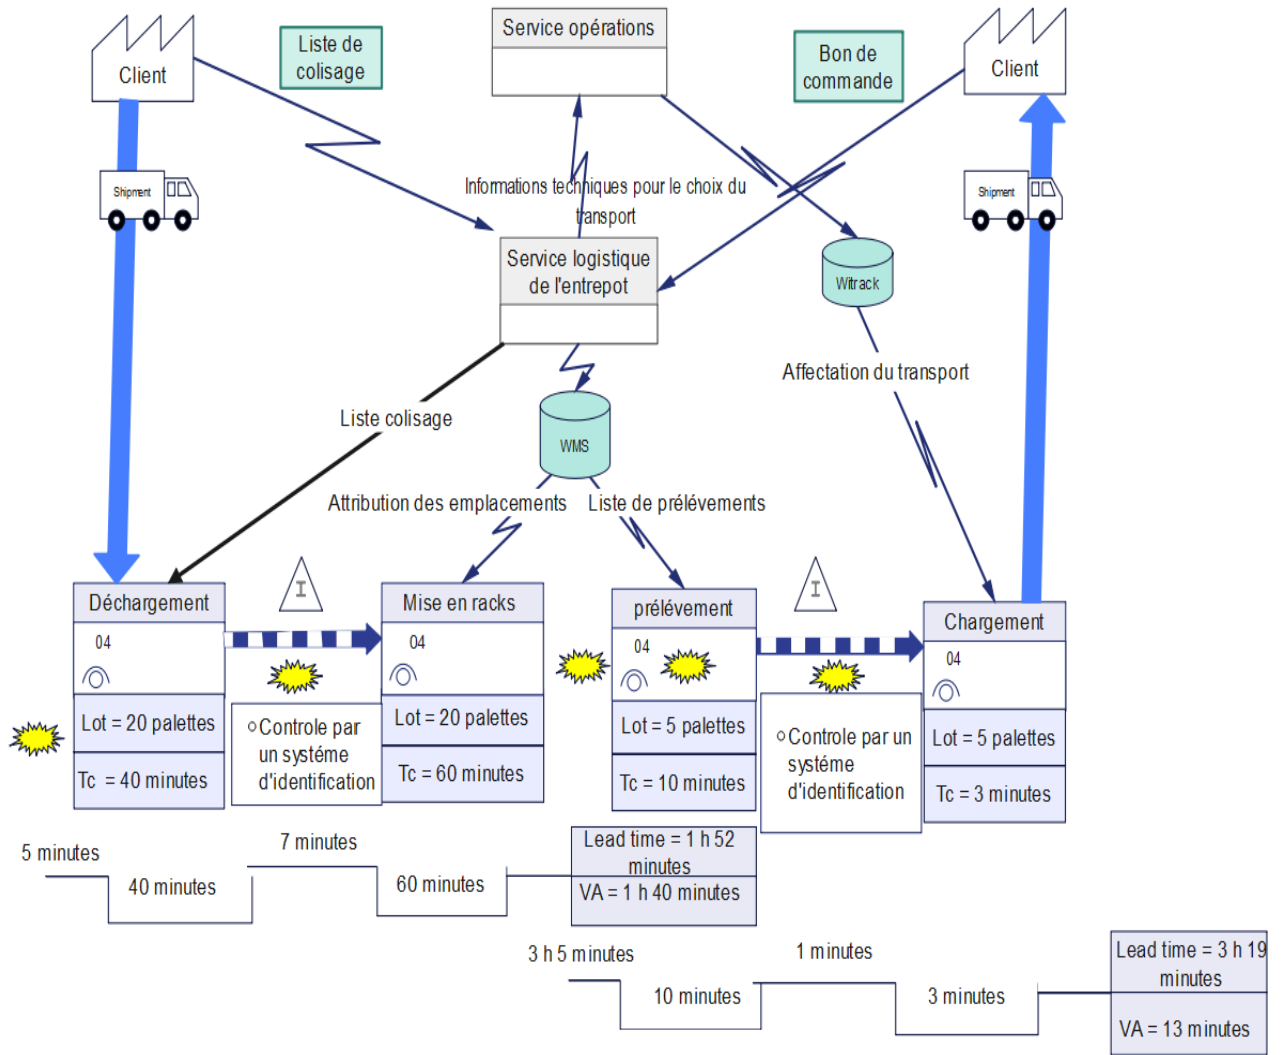 Client
Liste de
colisage
Service opérations
Bon de
commande
Client
Shipment
Shipment
Informations techniques pour le choix du
transport
Service logistique
de l'entrepot
Witrack
Affectation du transport
Liste colisage
WMS
Attribution des emplacements
Liste de prélévements
Déchargement
04
Lot = 20 palettes
Tc = 40 minutes
I
Controle par
un systéme
d'identification
Mise en racks
04
Lot = 20 palettes
Tc = 60 minutes
prélévement
04
Lot = 5 palettes
Tc = 10 minutes
I
Controle par un
systéme
d'identification
Chargement
04
Lot = 5 palettes
Tc = 3 minutes
5 minutes
40 minutes
7 minutes
60 minutes
Lead time = 1 h 52
minutes
VA = 1 h 40 minutes
3 h 5 minutes
10 minutes
1 minutes
3 minutes
Lead time = 3 h 19
minutes
VA = 13 minutes